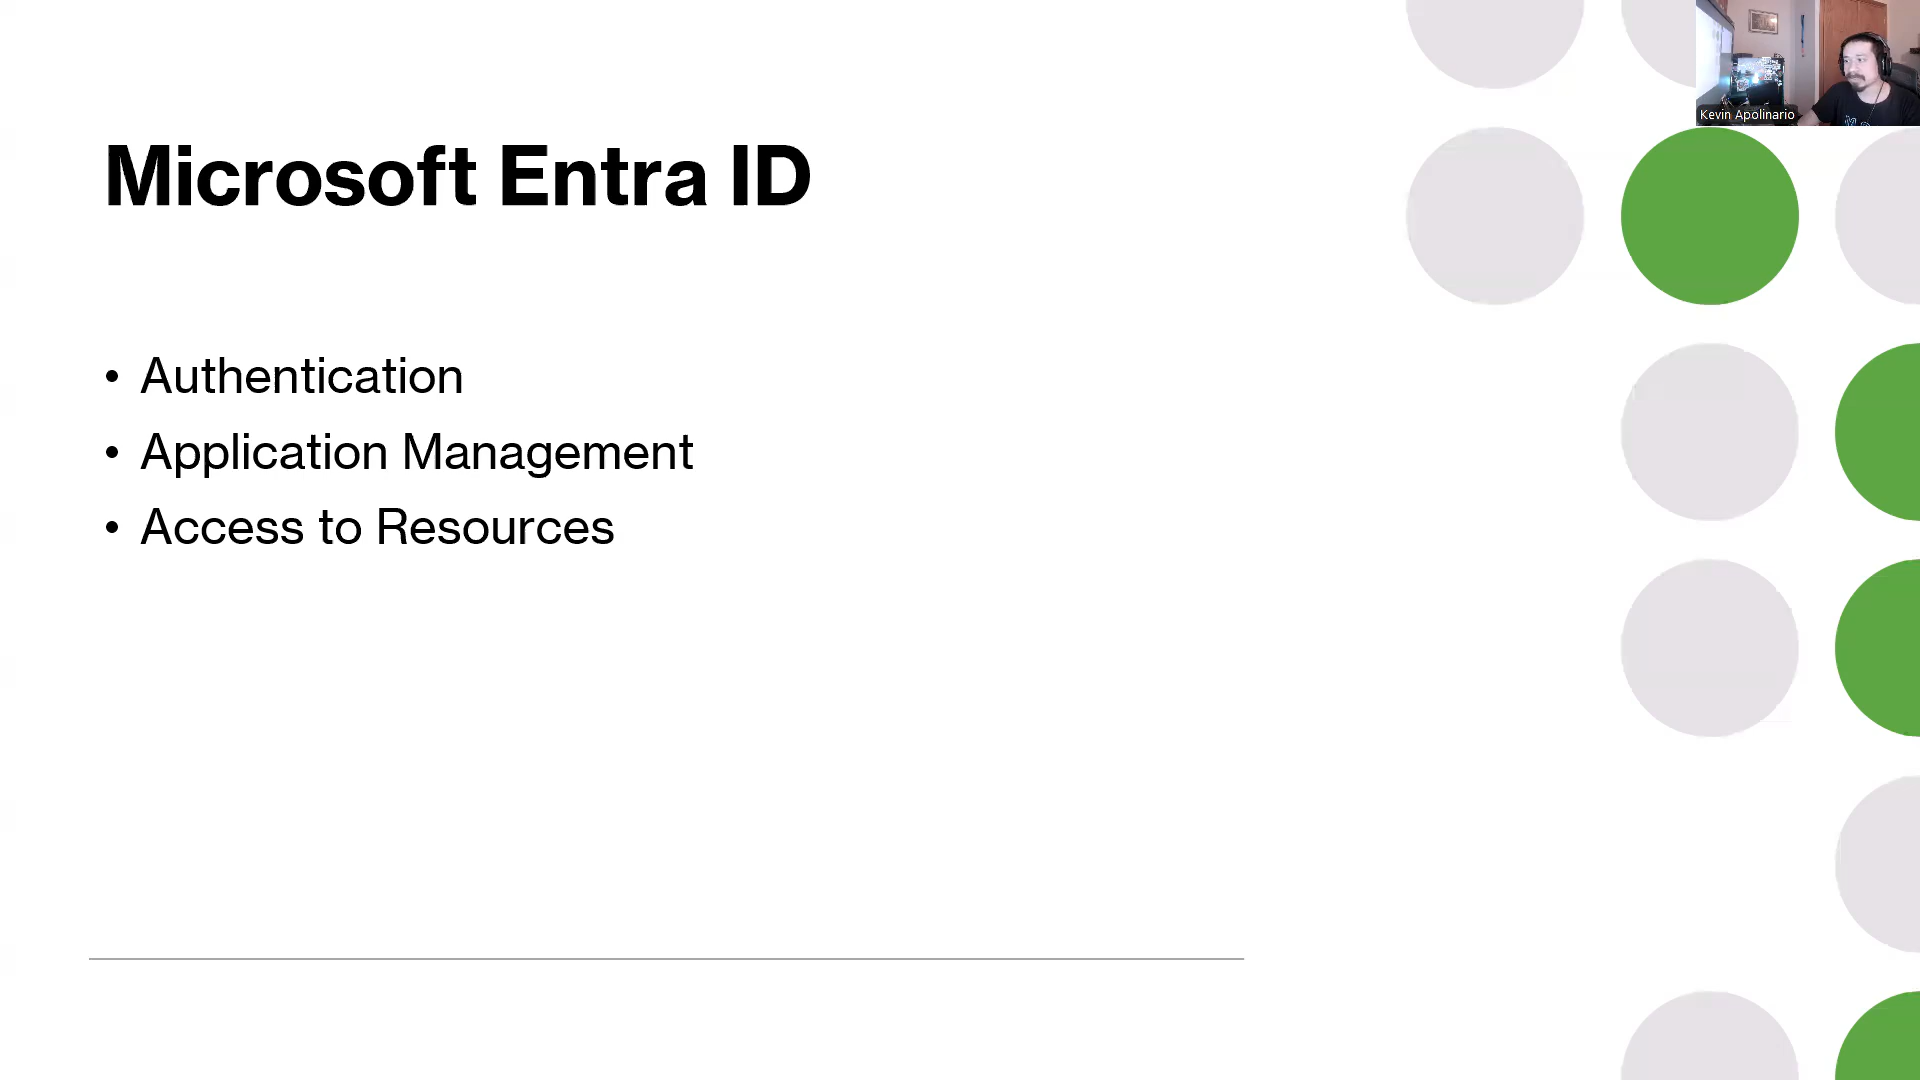 Microsoft Entra ID
• Authentication
• Application Management
• Access to Resources
Kevin Apolinario